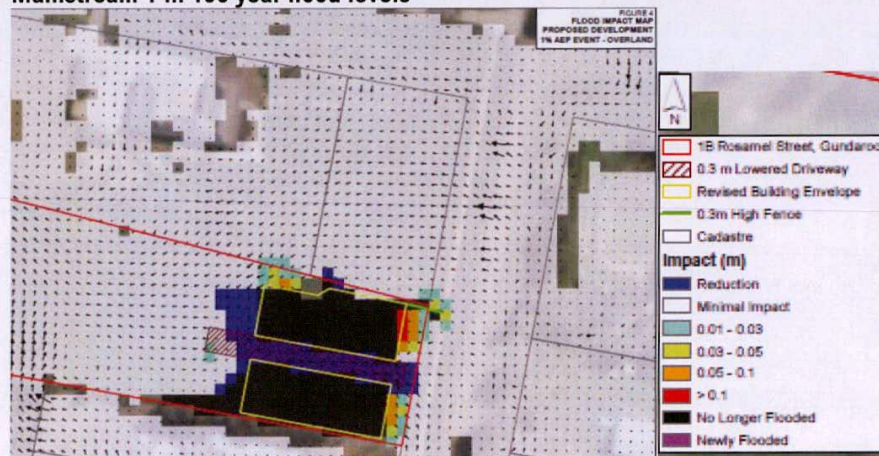 Mainstream 1 in 100 year flood levels
FIGURE 4
FLOOD IMPACT MAP
PROPOSED DEVELOPMENT
1% AEP EVENT - OVERLAND
N
1B Rosamel Street, Gundaroo
0.3 m Lowered Driveway
Revised Building Envelope
0.3m High Fence
Cadastre
Impact (m)
Reduction
Minimal Impact
0.01 - 0.03
0.03 - 0.05
0.05 - 0.1
> 0.1
No Longer Flooded
Newly Flooded